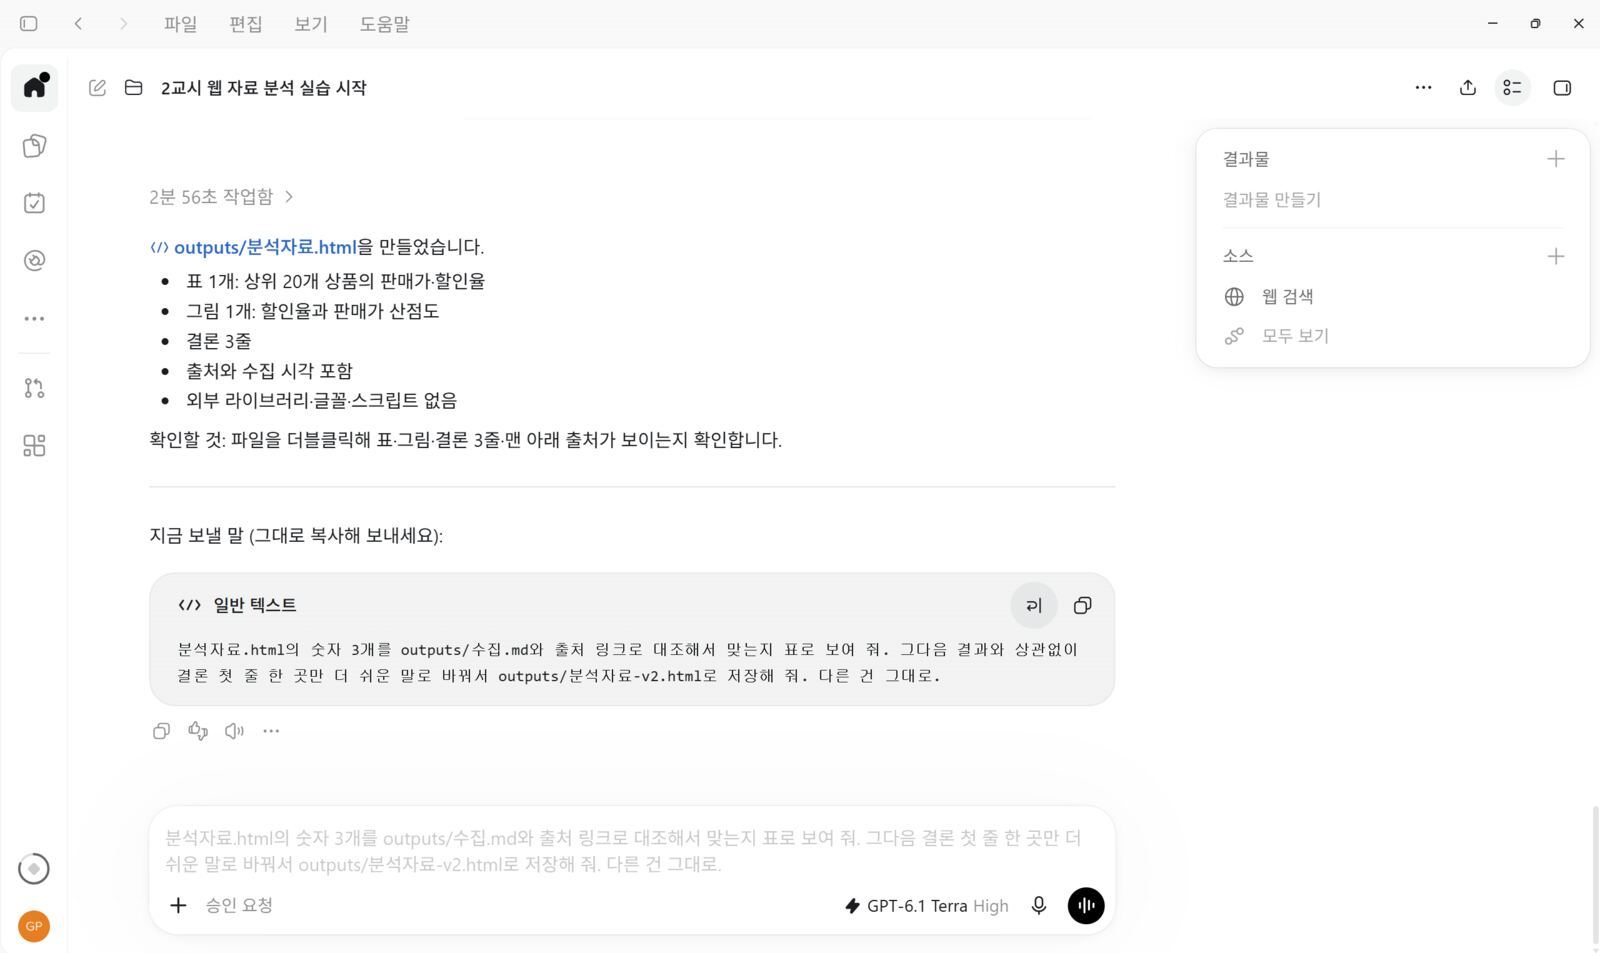 파일 편집 보기 도움말
2교시 웹 자료 분석 실습 시작
결과물
결과물 만들기
소스
웹 검색
모두 보기
2분 56초 작업함
outputs/분석자료.html을 만들었습니다.
• 표 1개: 상위 20개 상품의 판매가·할인율
• 그림 1개: 할인율과 판매가 산점도
• 결론 3줄
• 출처와 수집 시각 포함
• 외부 라이브러리·글꼴·스크립트 없음
확인할 것: 파일을 더블클릭해 표·그림·결론 3줄·맨 아래 출처가 보이는지 확인합니다.
지금 보낼 말 (그대로 복사해 보내세요):
일반 텍스트
분석자료.html의 숫자 3개를 outputs/수집.md와 출처 링크로 대조해서 맞는지 표로 보여 줘. 그다음 결과와 상관없이
결론 첫 줄 한 곳만 더 쉬운 말로 바꿔서 outputs/분석자료-v2.html로 저장해 줘. 다른 건 그대로.
분석자료.html의 숫자 3개를 outputs/수집.md와 출처 링크로 대조해서 맞는지 표로 보여 줘. 그다음 결론 첫 줄 한 곳만 더
쉬운 말로 바꿔서 outputs/분석자료-v2.html로 저장해 줘. 다른 건 그대로.
승인 요청
GPT-6.1 Terra High
GP